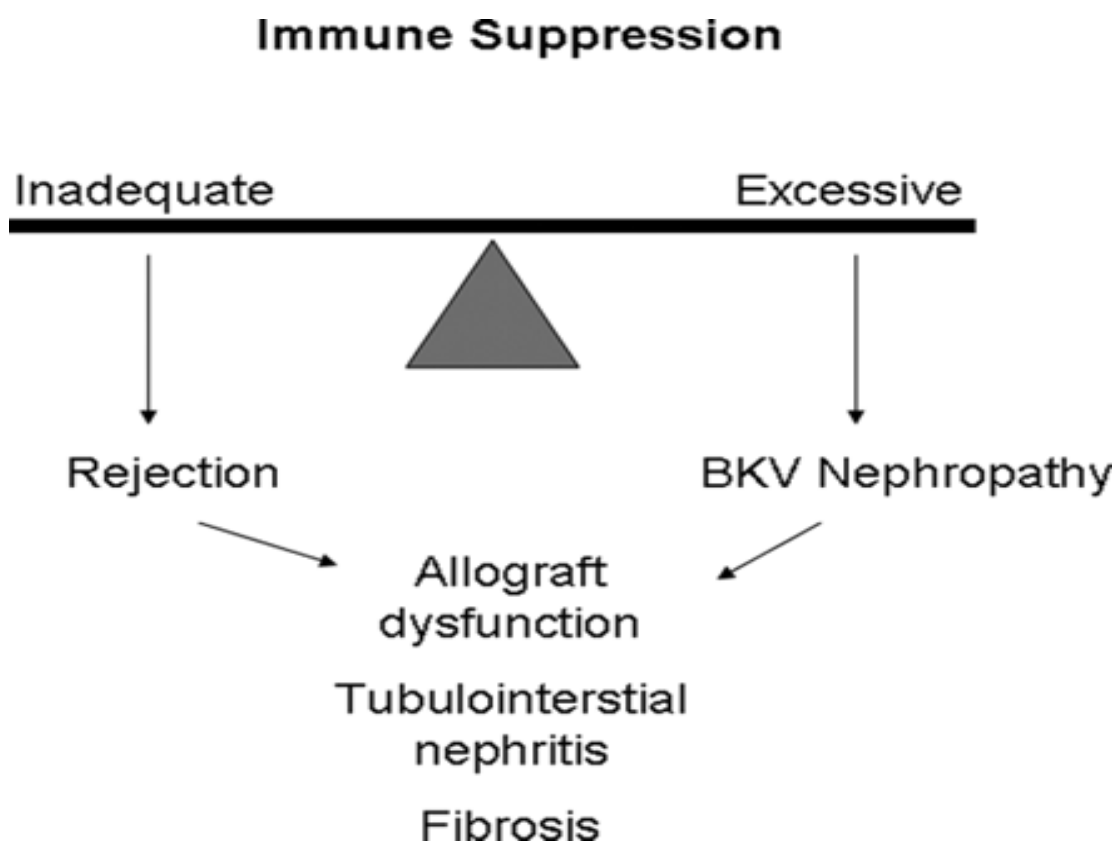 Immune Suppression
Inadequate
Excessive
Rejection
BKV Nephropathy
Allograft
dysfunction
Tubulointerstial
nephritis
Fibrosis